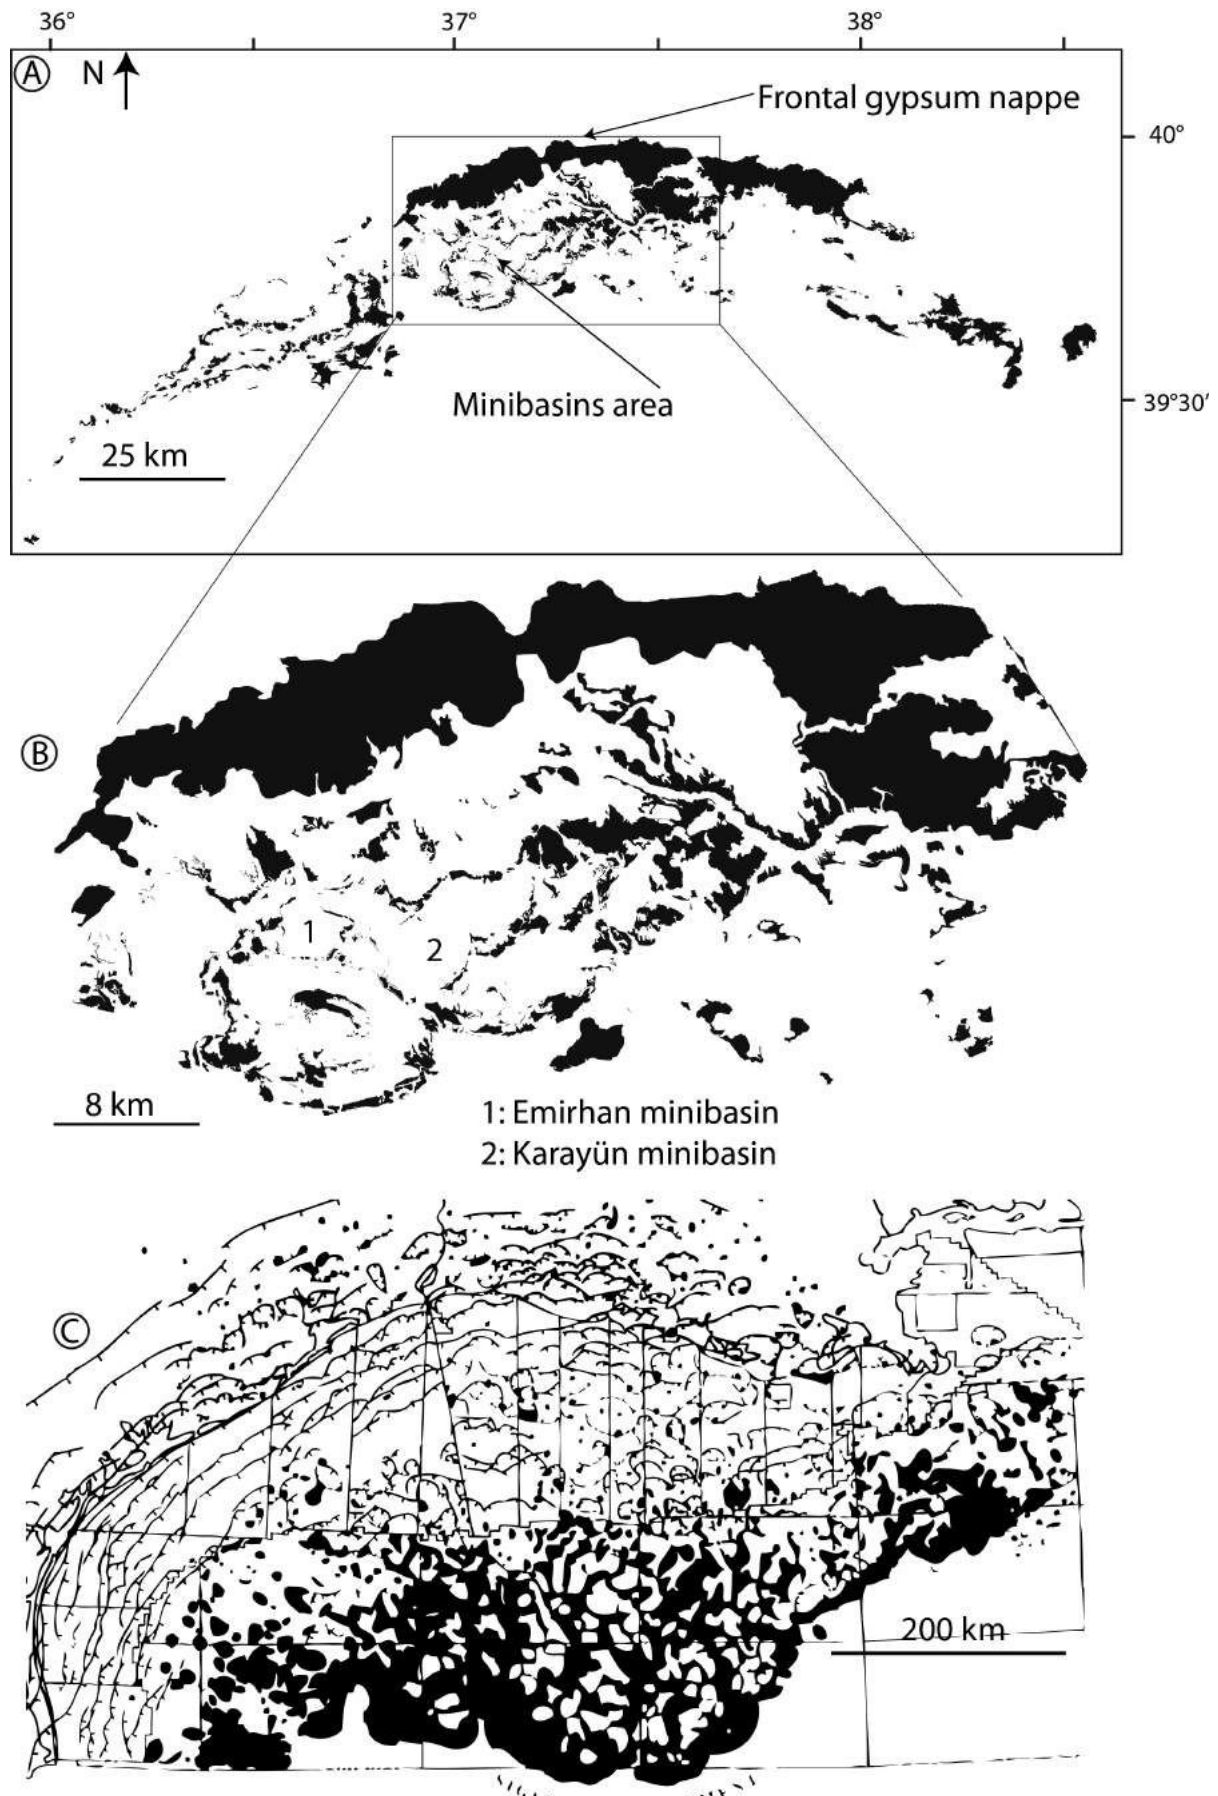 36°
37°
38°
A
N
Frontal gypsum nappe
40°
Minibasins area
39°30'
25 km
B
1
2
8 km
1: Emirhan minibasin
2: Karayün minibasin
C
200 km